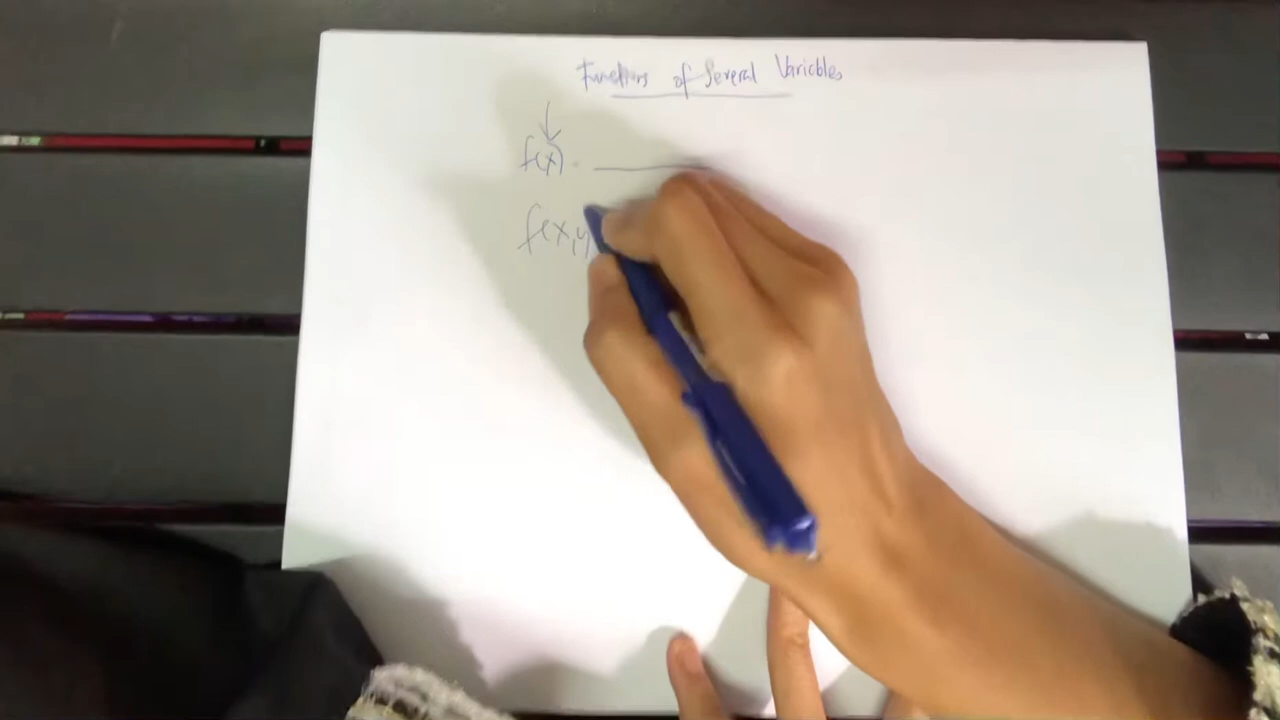 Functions of Several Variables
f(x) =
f(x,y